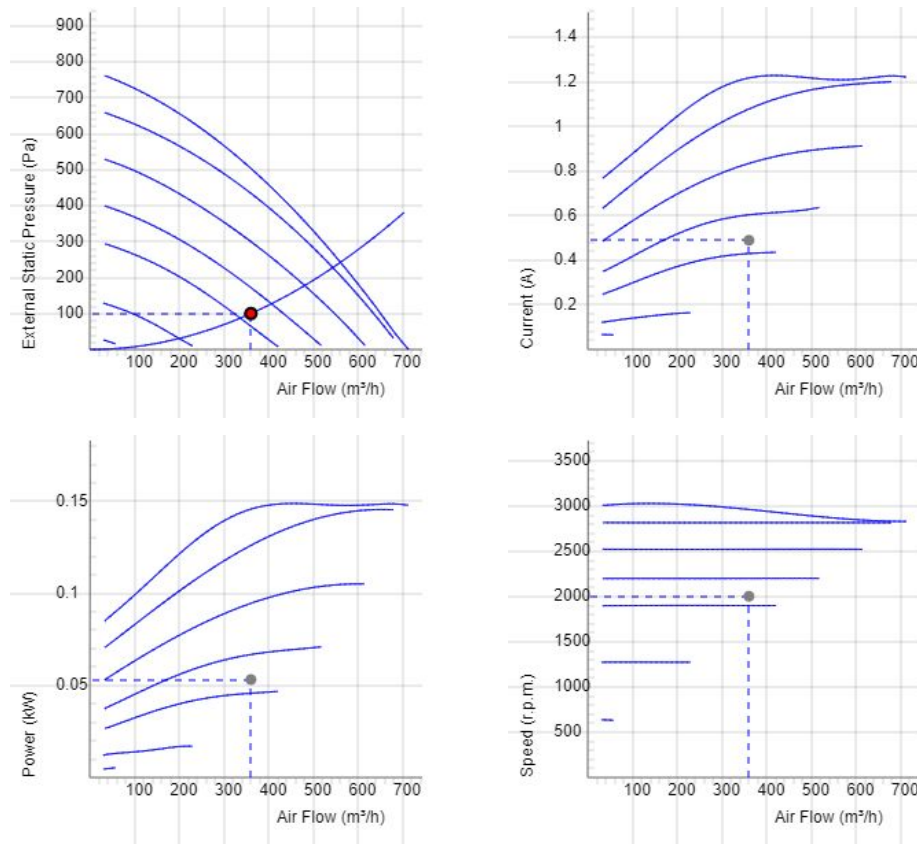 External Static Pressure (Pa)
900
800
700
600
500
400
300
200
100
100 200 300 400 500 600 700
Air Flow (m³/h)
Current (A)
1.4
1.2
1
0.8
0.6
0.4
0.2
100 200 300 400 500 600 700
Air Flow (m³/h)
Power (kW)
0.15
0.1
0.05
100 200 300 400 500 600 700
Air Flow (m³/h)
Speed (r.p.m.)
3500
3000
2500
2000
1500
1000
500
100 200 300 400 500 600 700
Air Flow (m³/h)